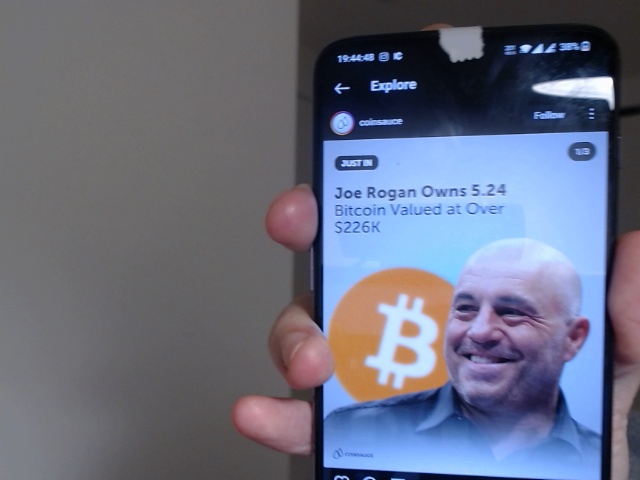 19:44:48
38%
Explore
coinsauce
Follow
JUST IN
1/3
Joe Rogan Owns 5.24
Bitcoin Valued at Over
$226K
COINSAUCE